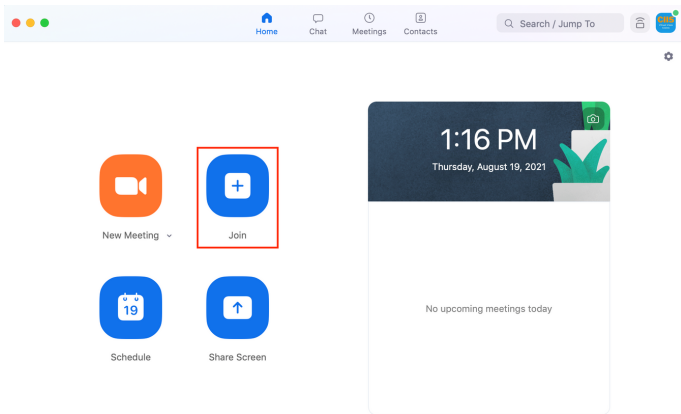 Home
Chat
Meetings
Contacts
Search / Jump To
1:16 PM
Thursday, August 19, 2021
New Meeting
Join
19
Schedule
Share Screen
No upcoming meetings today